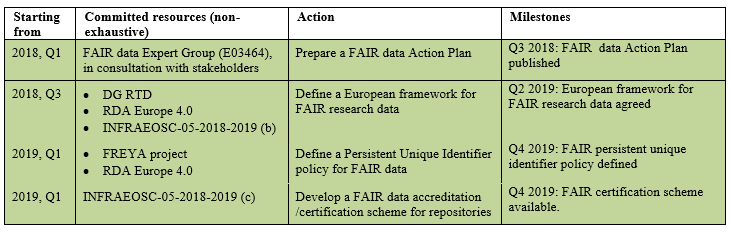 Starting from
Committed resources (non-exhaustive)
Action
Milestones
2018, Q1
FAIR data Expert Group (E03464),
in consultation with stakeholders
Prepare a FAIR data Action Plan
Q3 2018: FAIR data Action Plan
published
2018, Q3
• DG RTD
• RDA Europe 4.0
• INFRAEOSC-05-2018-2019 (b)
Define a European framework for
FAIR research data
Q2 2019: European framework for
FAIR research data agreed
2019, Q1
• FREYA project
• RDA Europe 4.0
Define a Persistent Unique Identifier
policy for FAIR data
Q4 2019: FAIR persistent unique
identifier policy defined
2019, Q1
INFRAEOSC-05-2018-2019 (c)
Develop a FAIR data accreditation
/certification scheme for repositories
Q4 2019: FAIR certification scheme
available.